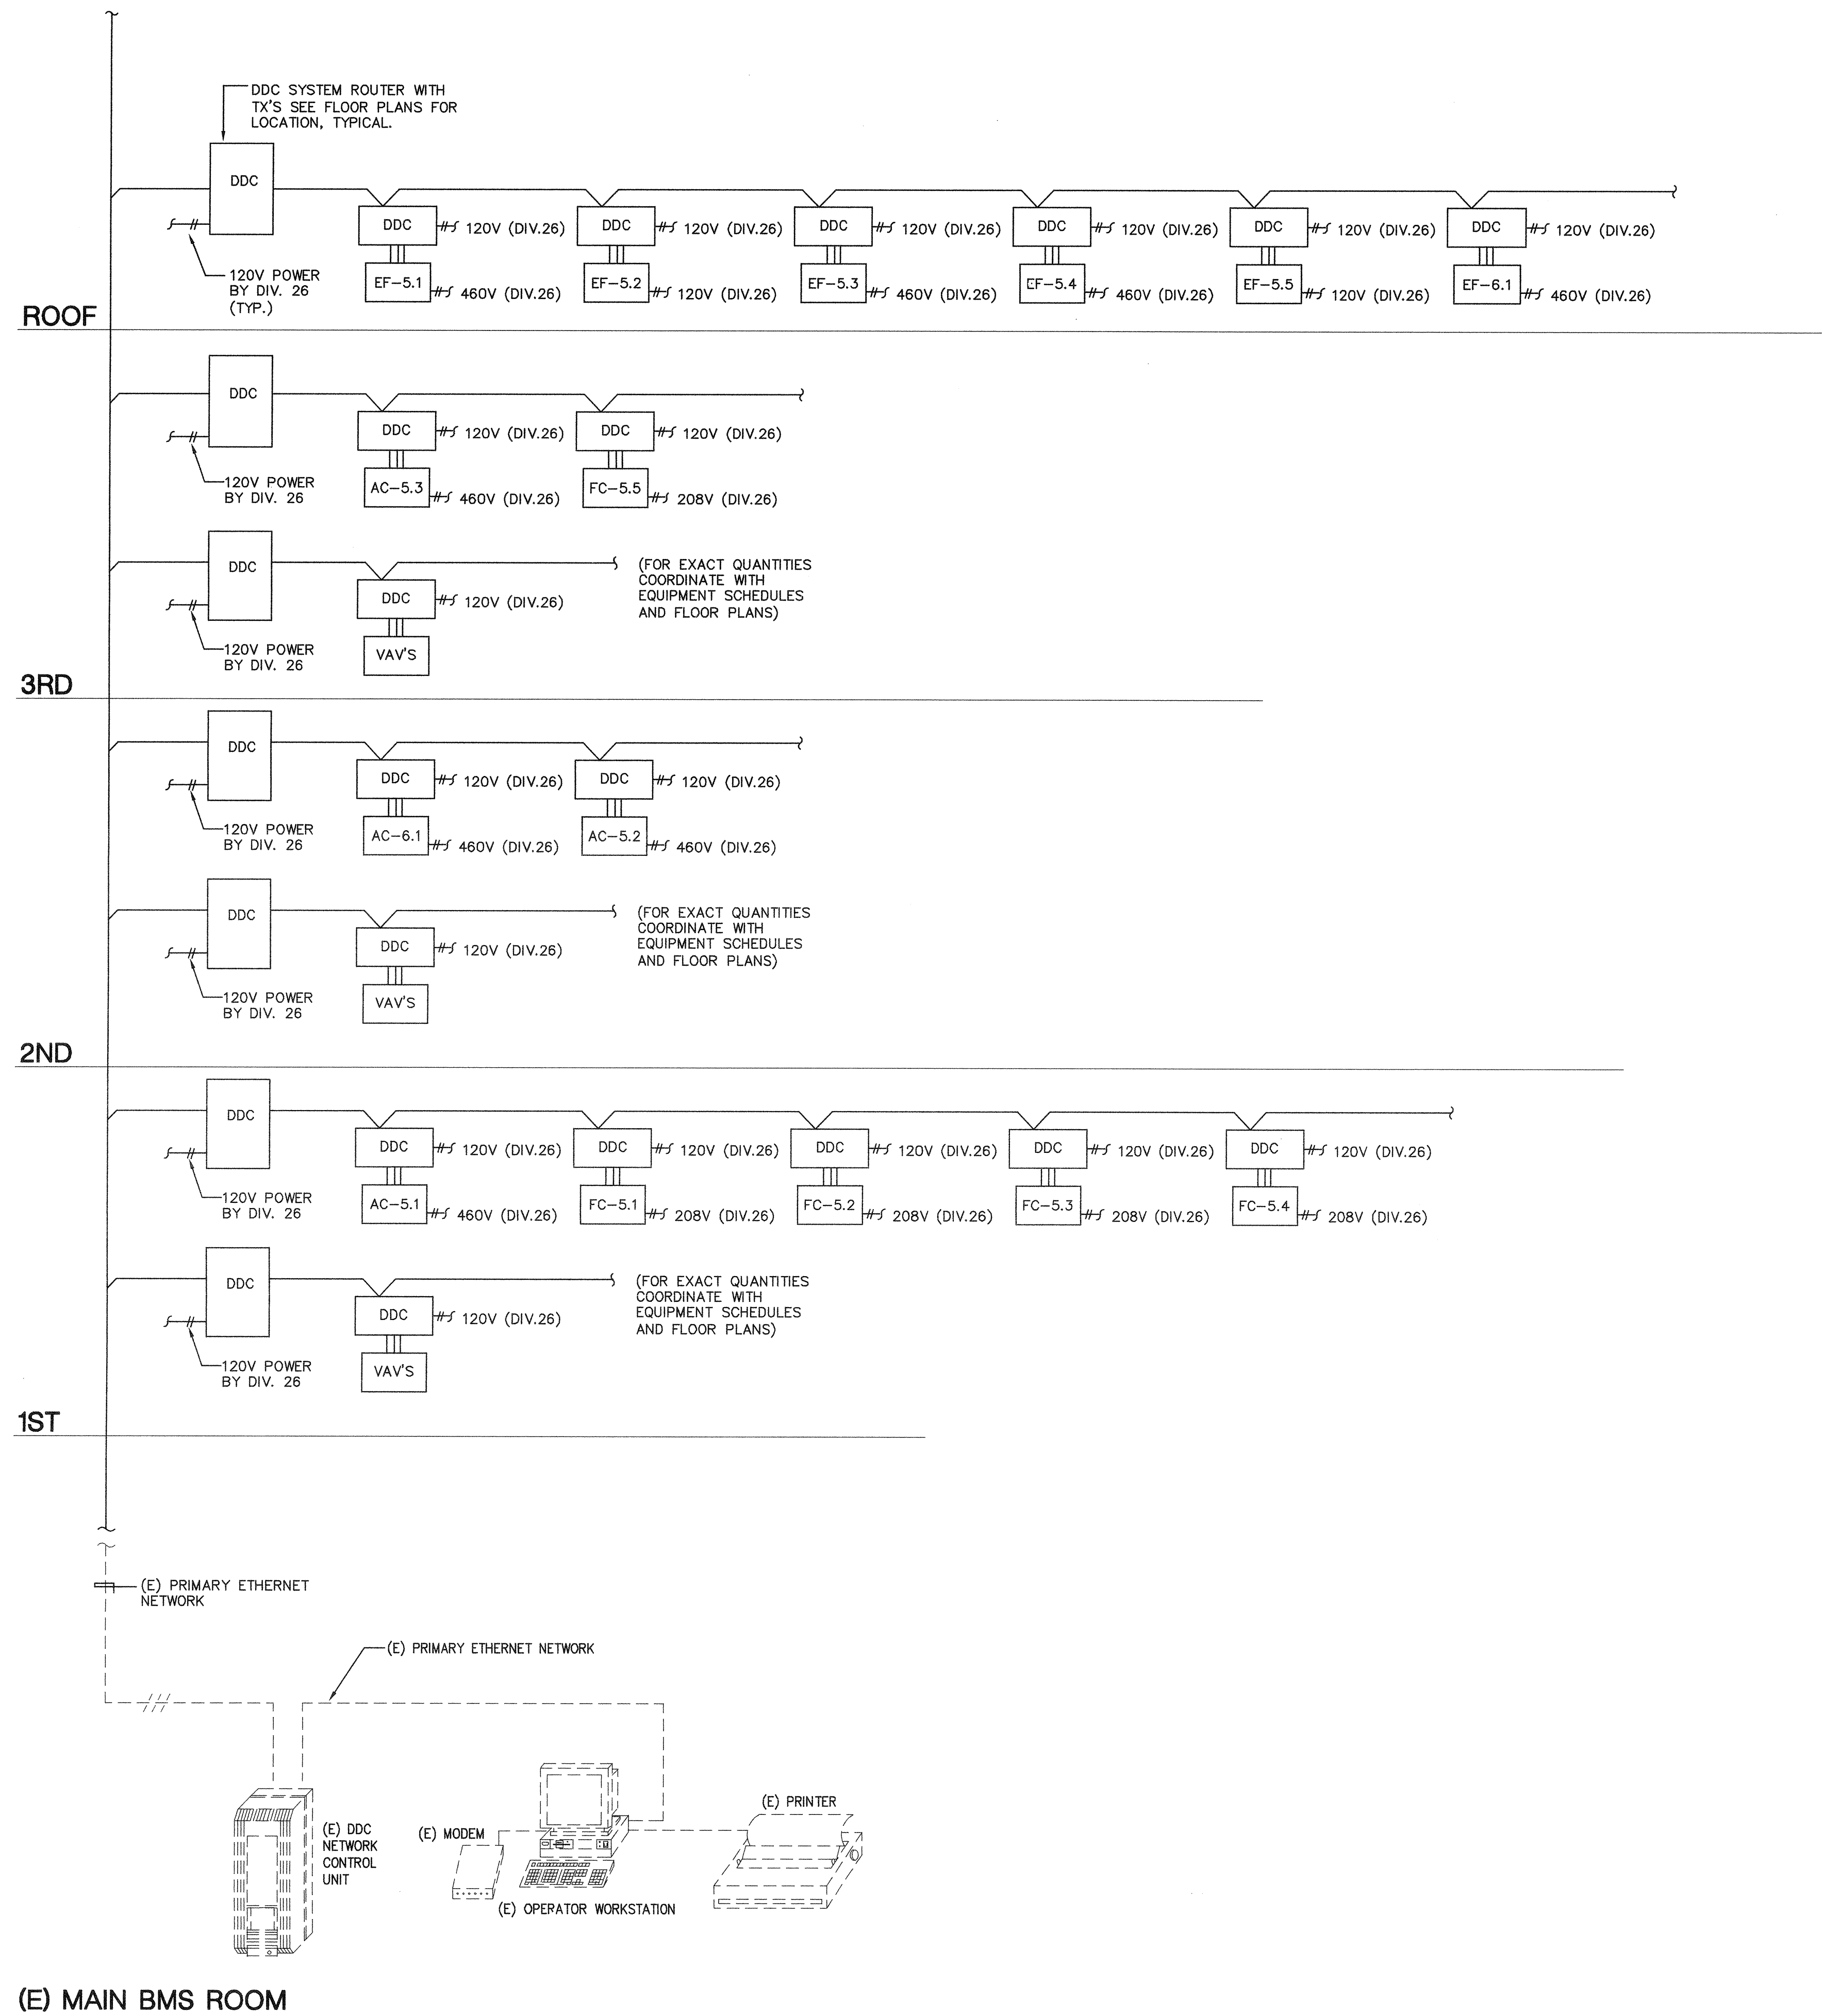 DDC SYSTEM ROUTER WITH
TX'S SEE FLOOR PLANS FOR
LOCATION, TYPICAL.
DDC
DDC
120V (DIV.26)
DDC
120V (DIV.26)
DDC
120V (DIV.26)
DDC
120V (DIV.26)
DDC
120V (DIV.26)
DDC
120V (DIV.26)
EF-5.1
460V (DIV.26)
EF-5.2
120V (DIV.26)
EF-5.3
460V (DIV.26)
EF-5.4
460V (DIV.26)
EF-5.5
120V (DIV.26)
EF-6.1
460V (DIV.26)
120V POWER
BY DIV. 26
(TYP.)
ROOF
DDC
DDC
120V (DIV.26)
DDC
120V (DIV.26)
AC-5.3
460V (DIV.26)
FC-5.5
208V (DIV.26)
120V POWER
BY DIV. 26
DDC
DDC
120V (DIV.26)
VAV'S
(FOR EXACT QUANTITIES
COORDINATE WITH
EQUIPMENT SCHEDULES
AND FLOOR PLANS)
120V POWER
BY DIV. 26
3RD
DDC
DDC
120V (DIV.26)
DDC
120V (DIV.26)
AC-6.1
460V (DIV.26)
AC-5.2
460V (DIV.26)
120V POWER
BY DIV. 26
DDC
DDC
120V (DIV.26)
VAV'S
(FOR EXACT QUANTITIES
COORDINATE WITH
EQUIPMENT SCHEDULES
AND FLOOR PLANS)
120V POWER
BY DIV. 26
2ND
DDC
DDC
120V (DIV.26)
DDC
120V (DIV.26)
DDC
120V (DIV.26)
DDC
120V (DIV.26)
DDC
120V (DIV.26)
AC-5.1
460V (DIV.26)
FC-5.1
208V (DIV.26)
FC-5.2
208V (DIV.26)
FC-5.3
208V (DIV.26)
FC-5.4
208V (DIV.26)
120V POWER
BY DIV. 26
DDC
DDC
120V (DIV.26)
VAV'S
(FOR EXACT QUANTITIES
COORDINATE WITH
EQUIPMENT SCHEDULES
AND FLOOR PLANS)
120V POWER
BY DIV. 26
1ST
(E) PRIMARY ETHERNET
NETWORK
(E) PRIMARY ETHERNET NETWORK
(E) DDC
NETWORK
CONTROL
UNIT
(E) MODEM
(E) PRINTER
(E) OPERATOR WORKSTATION
(E) MAIN BMS ROOM